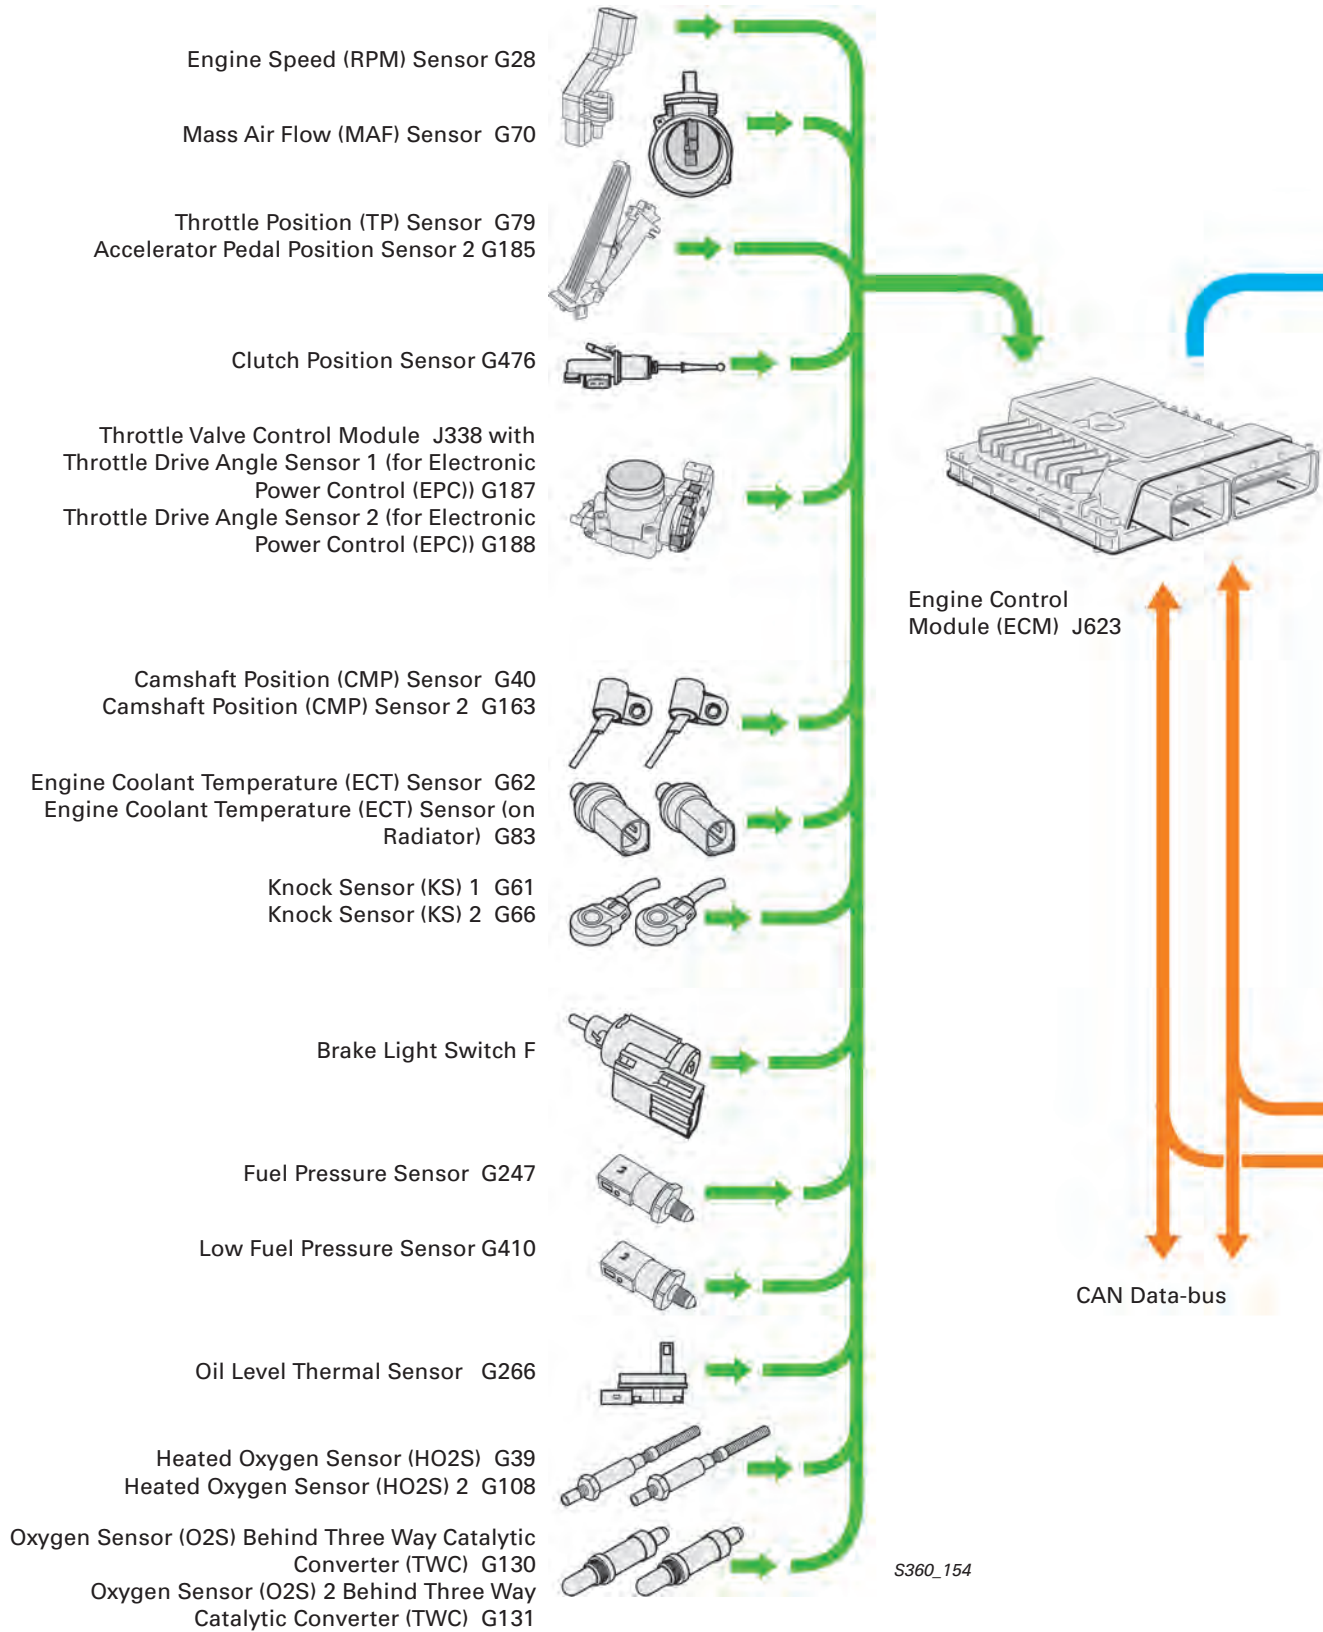 Engine Speed (RPM) Sensor G28
Mass Air Flow (MAF) Sensor G70
Throttle Position (TP) Sensor G79
Accelerator Pedal Position Sensor 2 G185
Clutch Position Sensor G476
Throttle Valve Control Module J338 with
Throttle Drive Angle Sensor 1 (for Electronic
Power Control (EPC)) G187
Throttle Drive Angle Sensor 2 (for Electronic
Power Control (EPC)) G188
Engine Control
Module (ECM) J623
Camshaft Position (CMP) Sensor G40
Camshaft Position (CMP) Sensor 2 G163
Engine Coolant Temperature (ECT) Sensor G62
Engine Coolant Temperature (ECT) Sensor (on
Radiator) G83
Knock Sensor (KS) 1 G61
Knock Sensor (KS) 2 G66
Brake Light Switch F
Fuel Pressure Sensor G247
Low Fuel Pressure Sensor G410
CAN Data-bus
Oil Level Thermal Sensor G266
Heated Oxygen Sensor (HO2S) G39
Heated Oxygen Sensor (HO2S) 2 G108
Oxygen Sensor (O2S) Behind Three Way Catalytic
Converter (TWC) G130
Oxygen Sensor (O2S) 2 Behind Three Way
Catalytic Converter (TWC) G131
S360_154